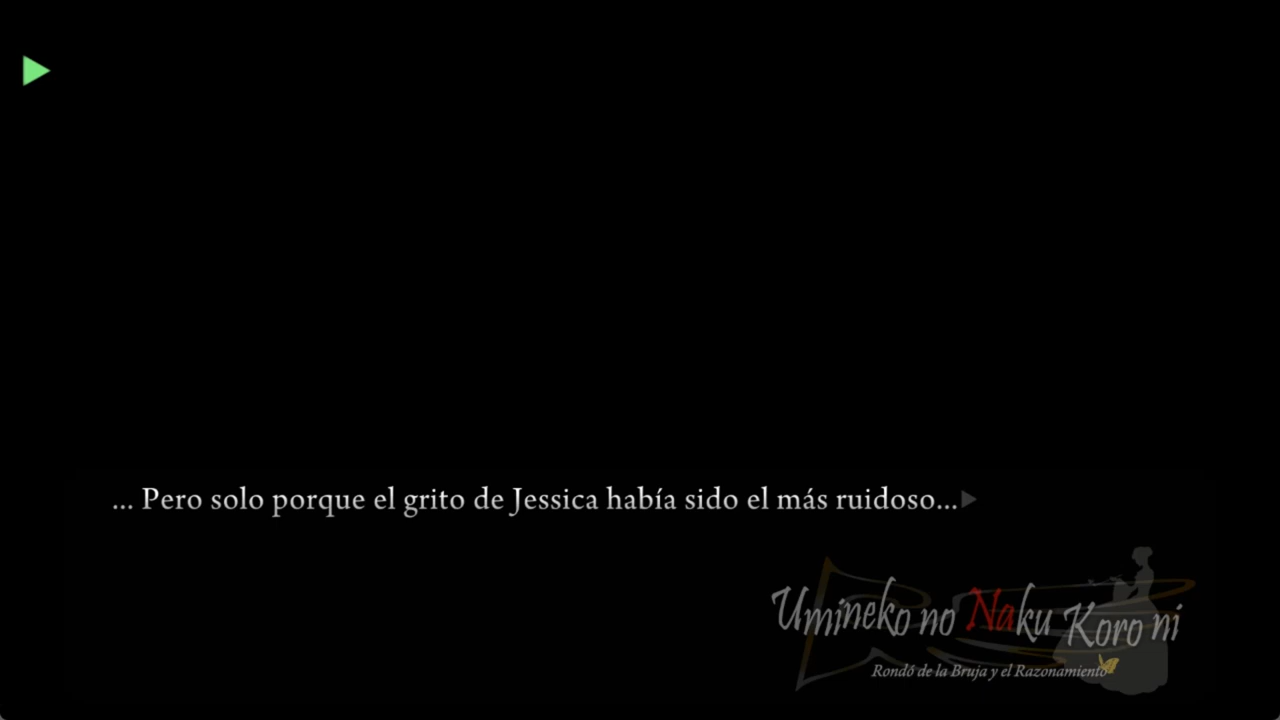 ... Pero solo porque el grito de Jessica había sido el más ruidoso...
Umineko no Naku Koro ni
Rondó de la Bruja y el Razonamiento